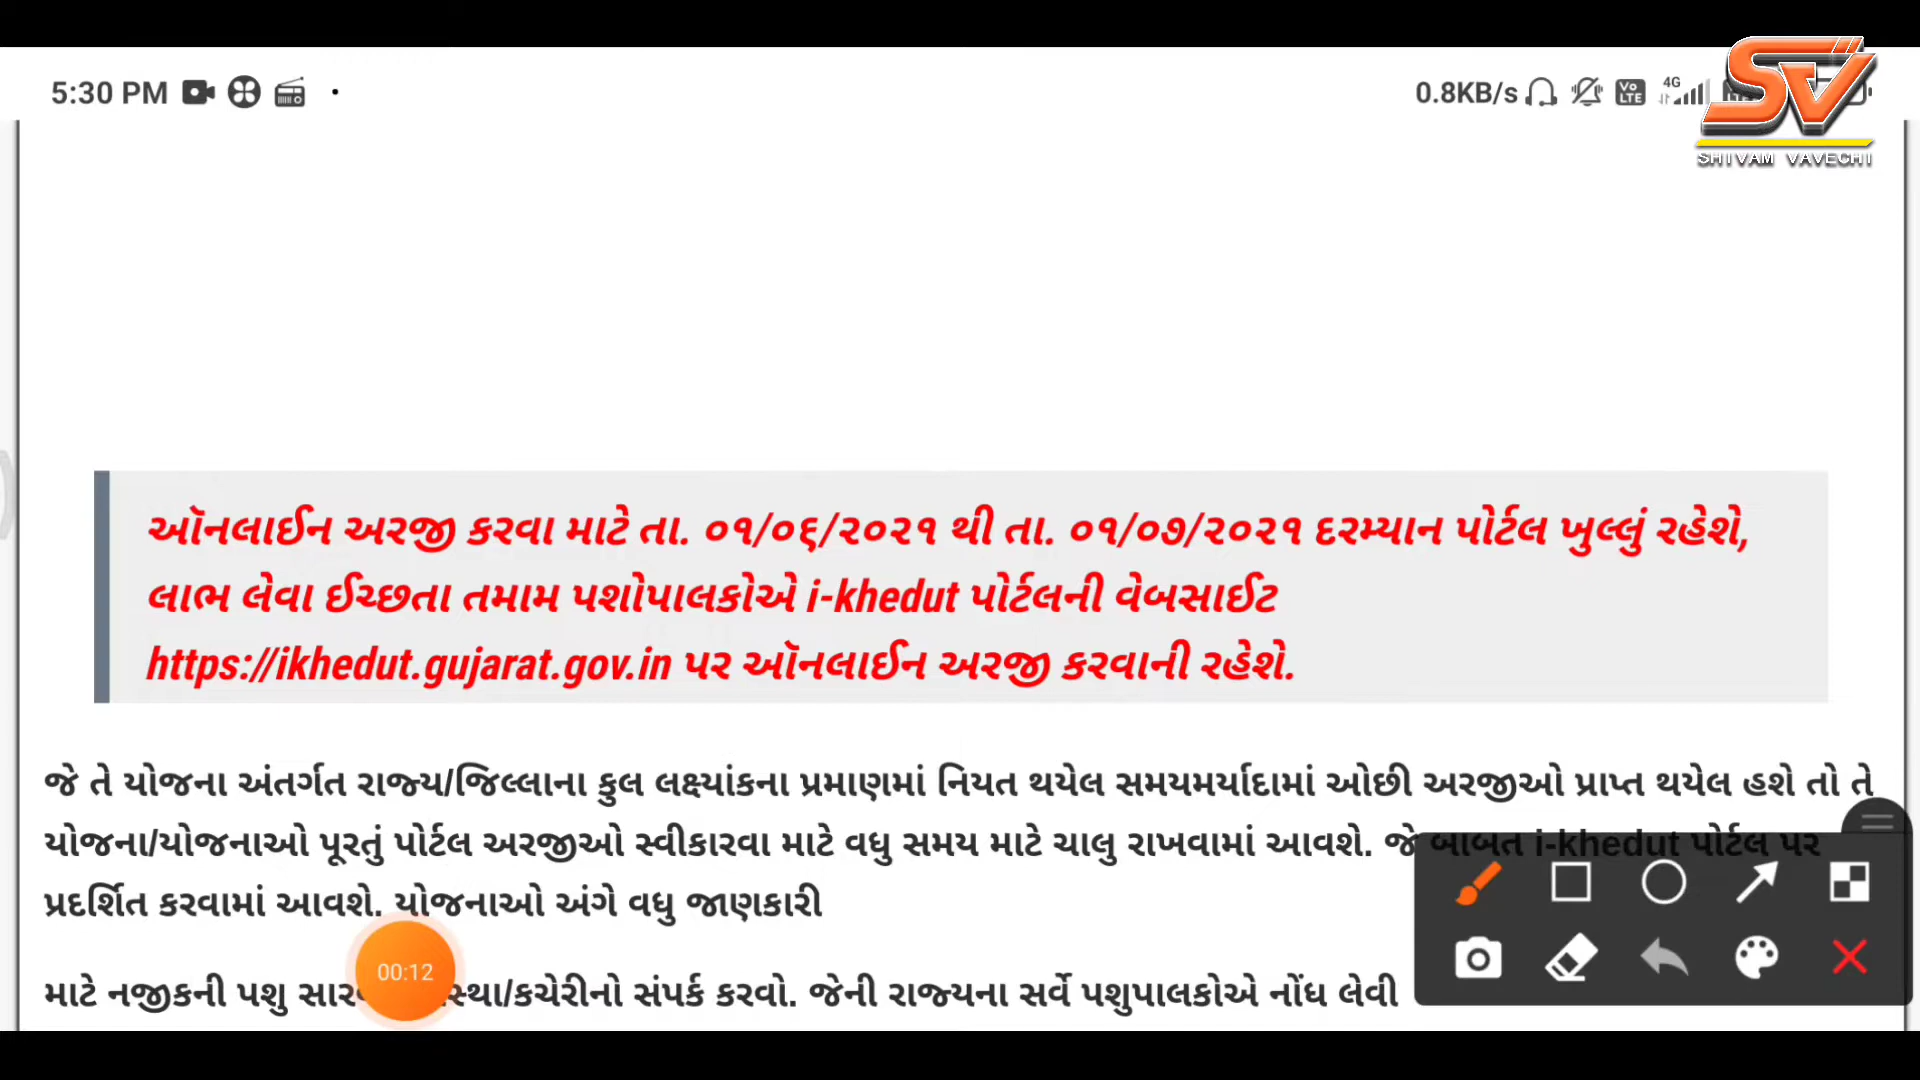 5:30 PM
0.8KB/s
Vo LTE
4G
SV
SHIVAM VAVECHI
ઑનલાઈન અરજી કરવા માટે તા. ૦૧/૦૬/૨૦૨૧ થી તા. ૦૧/૦૭/૨૦૨૧ દરમ્યાન પોર્ટલ ખુલ્લું રહેશે,
લાભ લેવા ઈચ્છતા તમામ પશોપાલકોએ i-khedut પોર્ટલની વેબસાઈટ
https://ikhedut.gujarat.gov.in પર ઑનલાઈન અરજી કરવાની રહેશે.
જે તે યોજના અંતર્ગત રાજ્ય/જિલ્લાના કુલ લક્ષ્યાંકના પ્રમાણમાં નિયત થયેલ સમયમર્યાદામાં ઓછી અરજીઓ પ્રાપ્ત થયેલ હશે તો તે
યોજના/યોજનાઓ પૂરતું પોર્ટલ અરજીઓ સ્વીકારવા માટે વધુ સમય માટે ચાલુ રાખવામાં આવશે. જે બાબત i-khedut પોર્ટલ પર
પ્રદર્શિત કરવામાં આવશે. યોજનાઓ અંગે વધુ જાણકારી
00:12
માટે નજીકની પશુ કચેરીનો સંપર્ક કરવો. જેની રાજ્યના સર્વે પશુપાલકોએ નોંધ લેવી